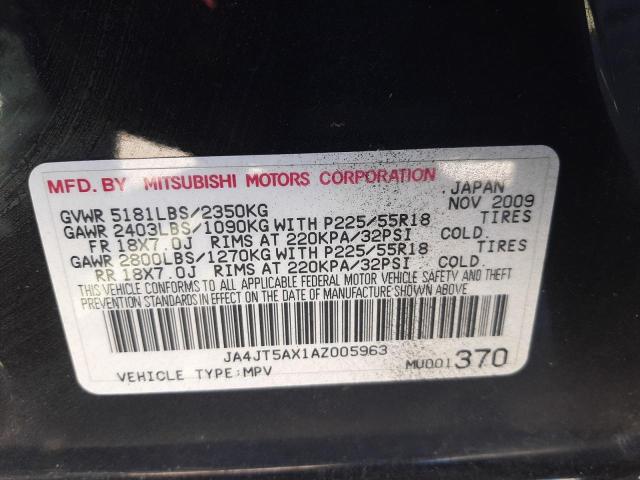 MFD. BY MITSUBISHI MOTORS CORPORATION JAPAN
GVWR 5181LBS/2350KG NOV 2009
GAWR 2403LBS/1090KG WITH P225/55R18 TIRES
FR 18X7.0J RIMS AT 220KPA/32PSI COLD.
GAWR 2800LBS/1270KG WITH P225/55R18 TIRES
RR 18X7.0J RIMS AT 220KPA/32PSI COLD.
THIS VEHICLE CONFORMS TO ALL APPLICABLE FEDERAL MOTOR VEHICLE SAFETY AND THEFT
PREVENTION STANDARDS IN EFFECT ON THE DATE OF MANUFACTURE SHOWN ABOVE
JA4JT5AX1AZ005963
VEHICLE TYPE:MPV MU001370